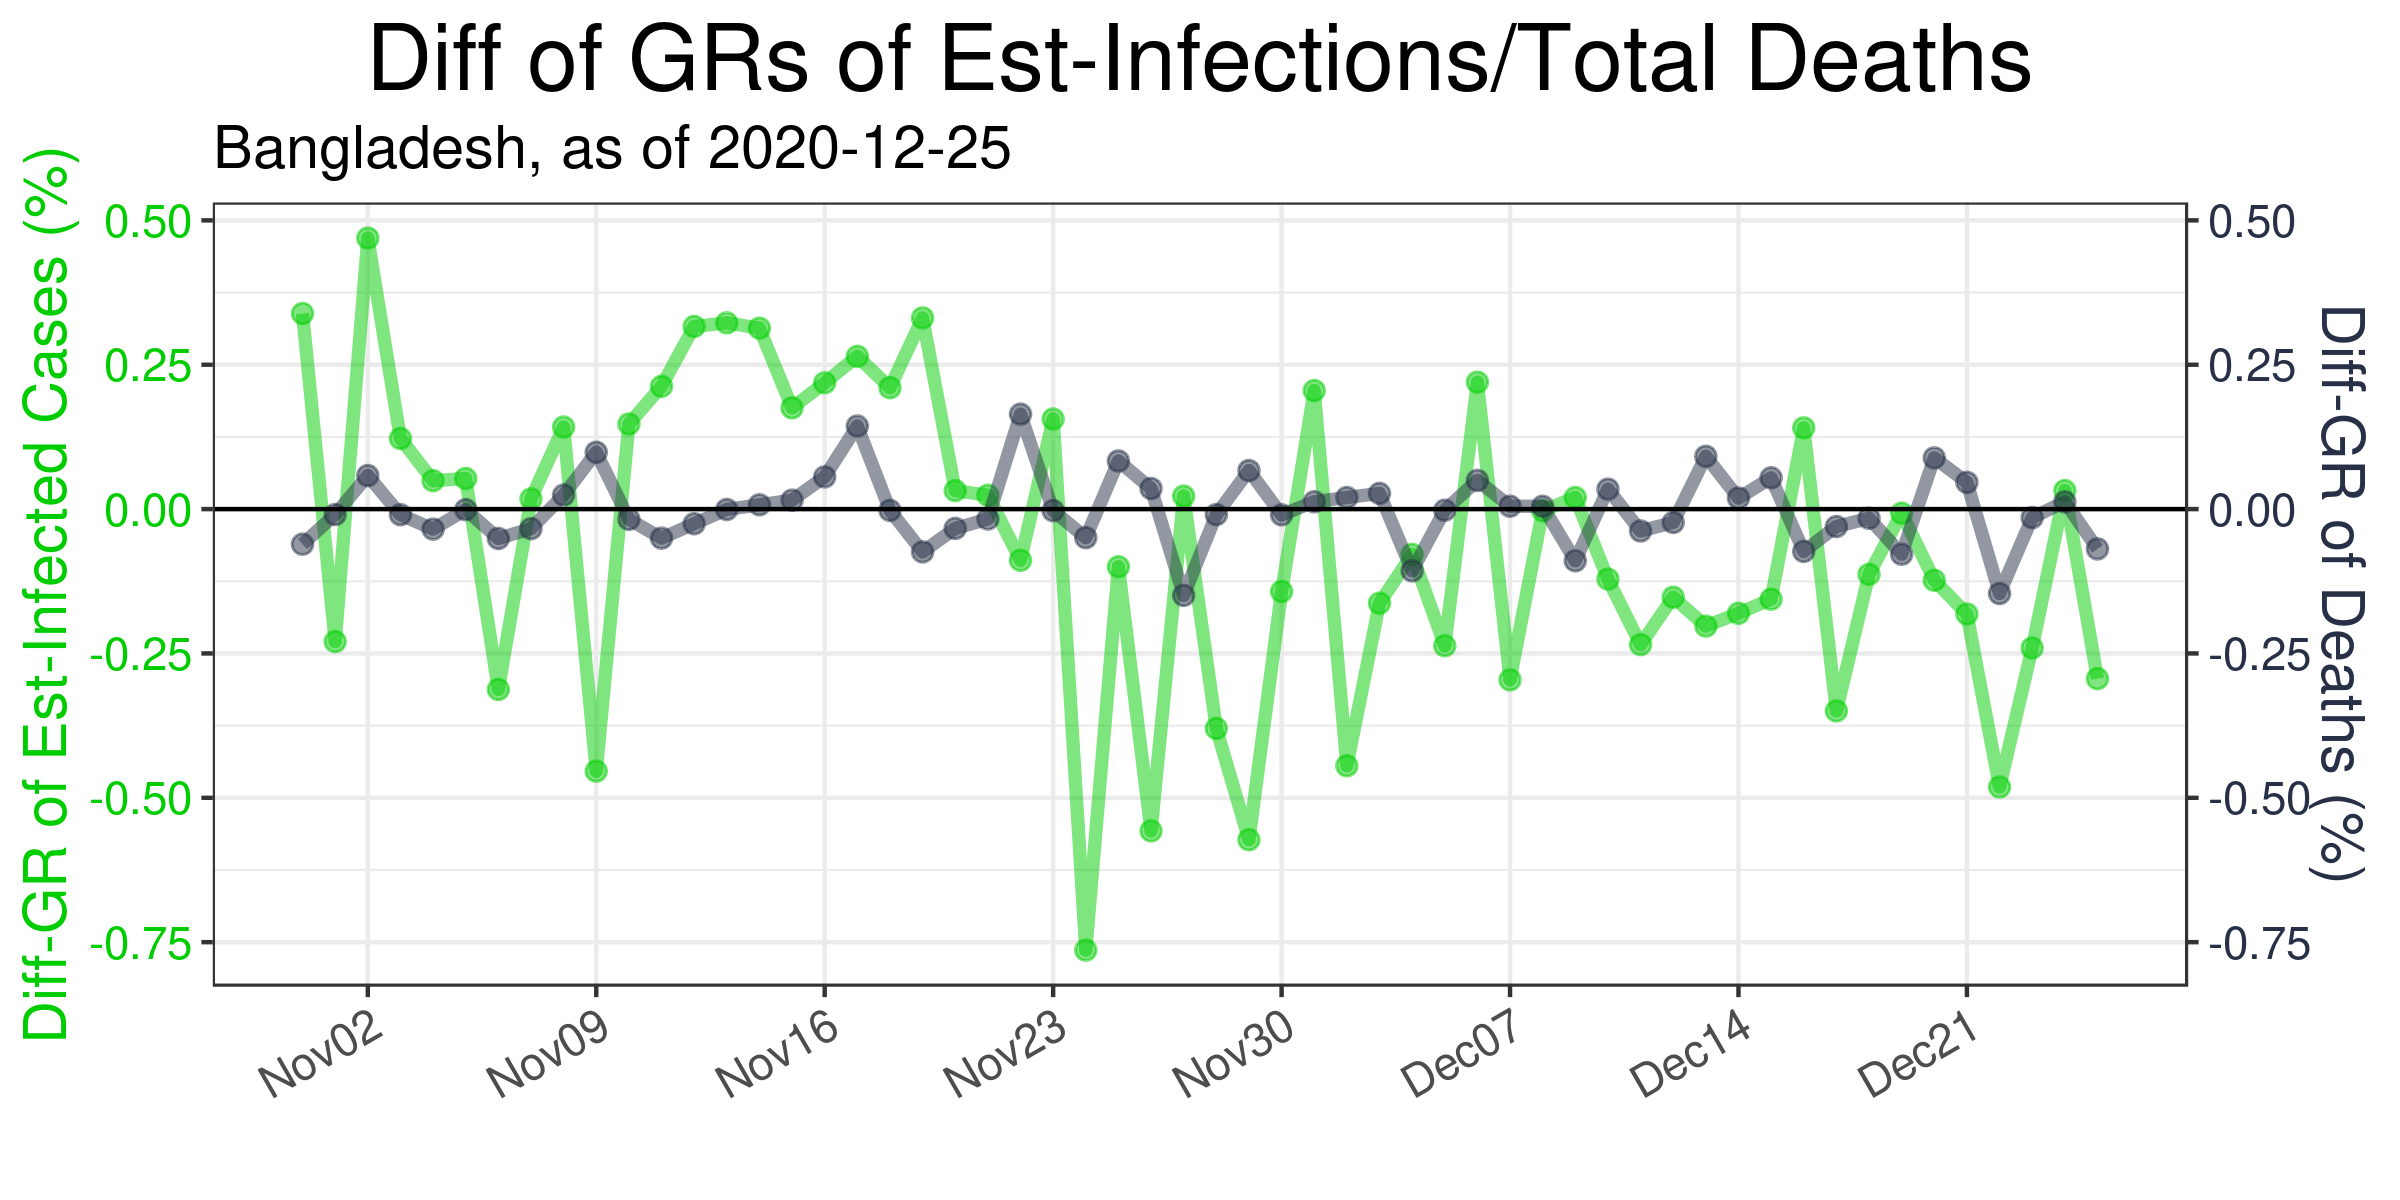 Diff of GRs of Est-Infections/Total Deaths
Bangladesh, as of 2020-12-25
Diff-GR of Est-Infected Cases (%)
0.50
0.25
0.00
-0.25
-0.50
-0.75
0.50
0.25
0.00
-0.25
-0.50
-0.75
Diff-GR of Deaths (%)
Nov02
Nov09
Nov16
Nov23
Nov30
Dec07
Dec14
Dec21